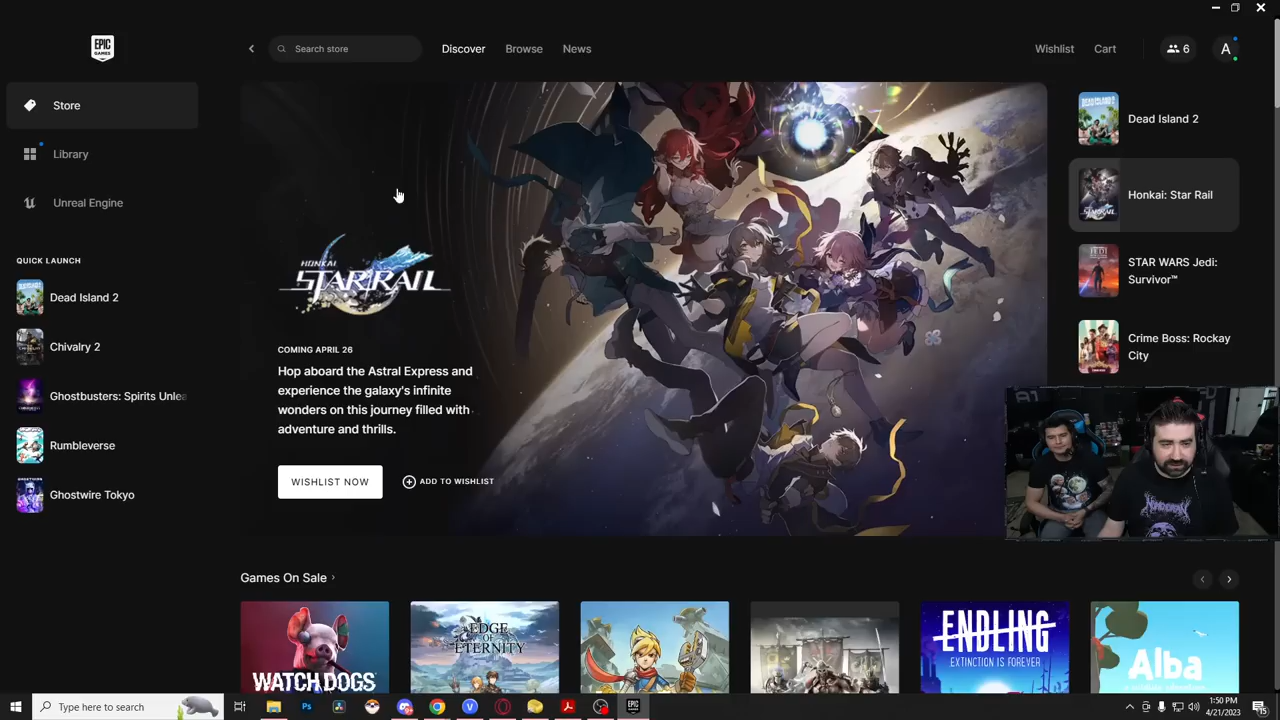 EPIC
GAMES
Search store
Discover
Browse
News
Wishlist
Cart
6
A
Store
Library
Unreal Engine
QUICK LAUNCH
Dead Island 2
Chivalry 2
Ghostbusters: Spirits Unlea
Rumbleverse
Ghostwire Tokyo
HONKAI
STAR RAIL
COMING APRIL 26
Hop aboard the Astral Express and
experience the galaxy's infinite
wonders on this journey filled with
adventure and thrills.
WISHLIST NOW
ADD TO WISHLIST
Dead Island 2
Honkai: Star Rail
STAR WARS Jedi:
Survivor™
Crime Boss: Rockay
City
Games On Sale
WATCH DOGS
EDGE
OF
ETERNITY
ENDLING
EXTINCTION IS FOREVER
Alba
Type here to search
1:50 PM
4/21/2023
15